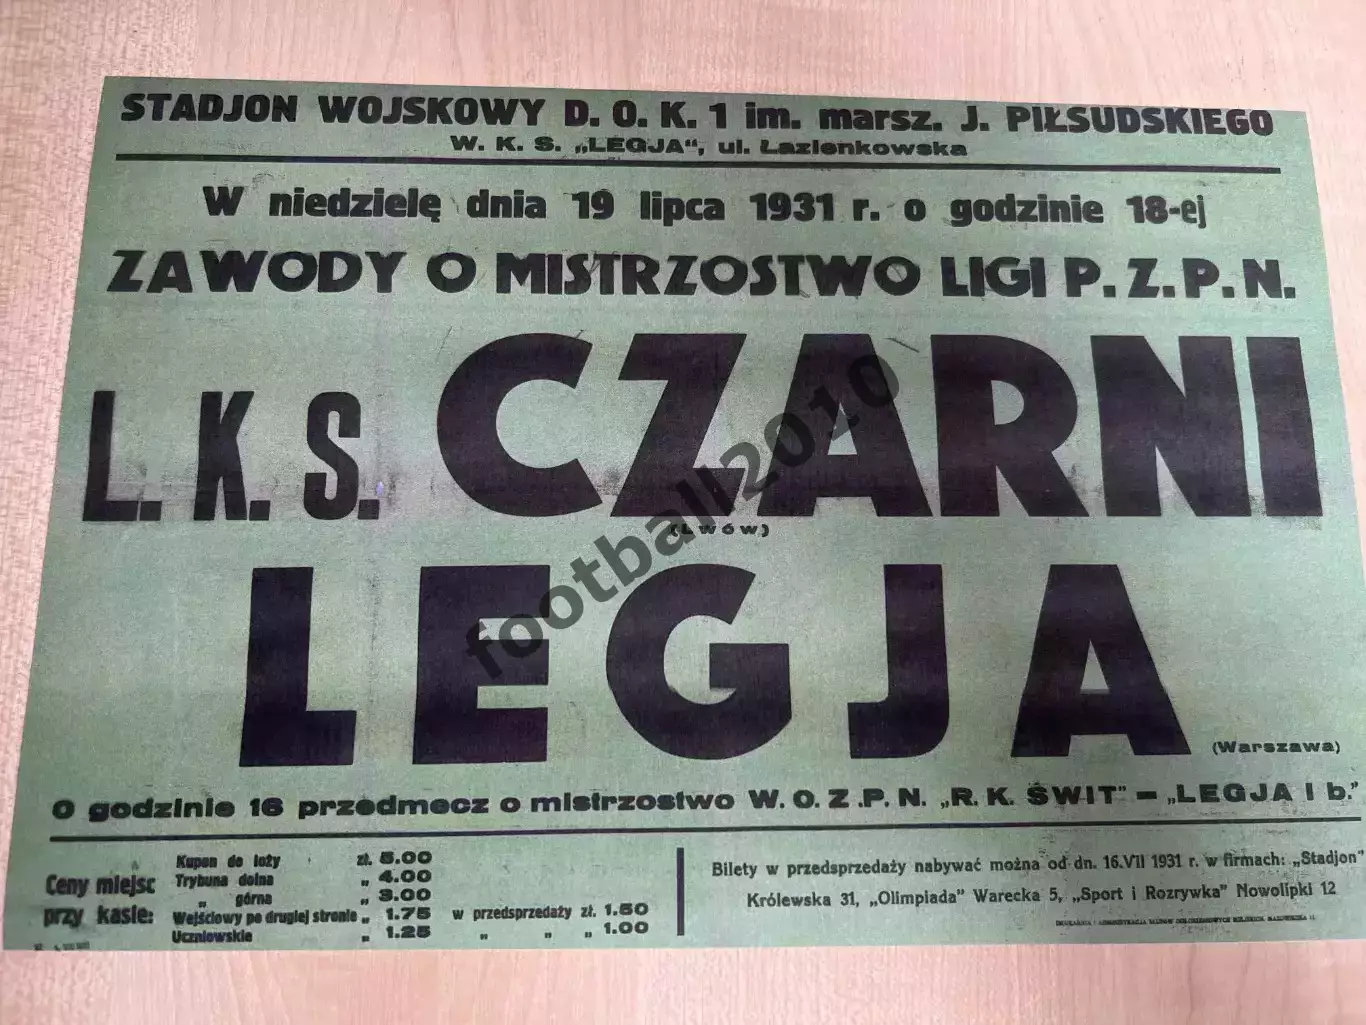 STADJON WOJSKOWY D. O. K. 1 im. marsz. J. PIŁSUDSKIEGO
W. K. S. „LEGJA“, ul. Łazienkowska
W niedzielę dnia 19 lipca 1931 r. o godzinie 18-ej
ZAWODY O MISTRZOSTWO LIGI P.Z.P.N.
L.K.S. CZARNI
(Lwów)
LEGJA
(Warszawa)
O godzinie 16 przedmecz o mistrzostwo W.O.Z.P.N. „R.K. ŚWIT" – „LEGJA I b."
Ceny miejsc przy kasie:
Kupon do loży zł. 5.00
Trybuna dolna „ 4.00
„ górna „ 3.00
Wejściowy po drugiej stronie „ 1.75 w przedsprzedaży zł. 1.50
Uczniowskie „ 1.25 „ „ „ 1.00
Bilety w przedsprzedaży nabywać można od dn. 16.VII 1931 r. w firmach: „Stadjon"
Królewska 31, „Olimpiada" Warecka 5, „Sport i Rozrywka" Nowolipki 12
football2010